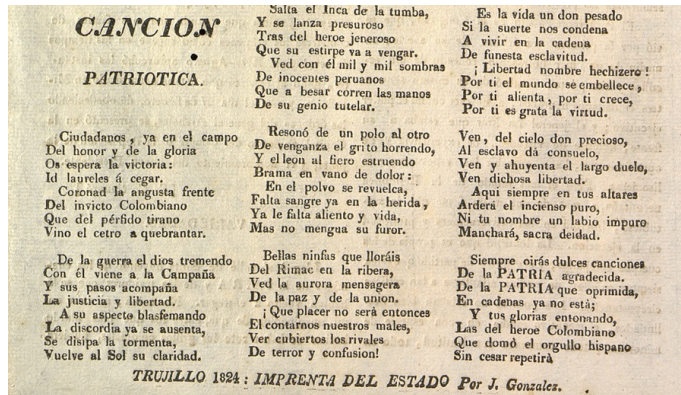 CANCION
PATRIOTICA.
Ciudadanos, ya en el campo
Del honor y de la gloria
Os espera la victoria:
Id laureles á cegar.
Coronad la angusta frente
Del invicto Colombiano
Que del pérfido tirano
Vino el cetro a quebrantar.
De la guerra el dios tremendo
Con él viene a la Campaña
Y sus pasos acompaña
La justicia y libertad.
A su aspecto blasfemando
La discordia ya se ausenta,
Se disipa la tormenta,
Vuelve al Sol su claridad.
Salta el Inca de la tumba,
Y se lanza presuroso
Tras del heroe jeneroso
Que su estirpe va a vengar.
Ved con él mil y mil sombras
De inocentes peruanos
Que a besar corren las manos
De su genio tutelar.
Resonó de un polo al otro
De venganza el grito horrendo,
Y el leon al fiero estruendo
Brama en vano de dolor:
En el polvo se revuelca,
Falta sangre ya en la herida,
Ya le falta aliento y vida,
Mas no mengua su furor.
Bellas ninfas que lloráis
Del Rimac en la ribera,
Ved la aurora mensagera
De la paz y de la union.
¡Que placer no será entonces
El contarnos nuestros males,
Ver cubiertos los rivales
De terror y confusion!
Es la vida un don pesado
Si la suerte nos condena
A vivir en la cadena
De funesta esclavitud.
¡Libertad nombre hechizero!
Por ti el mundo se embellece,
Por ti alienta, por ti crece,
Por ti es grata la virtud.
Ven, del cielo don precioso,
Al esclavo dá consuelo,
Ven y ahuyenta el largo duelo,
Ven dichosa libertad.
Aqui siempre en tus altares
Arderá el incienso puro,
Ni tu nombre un labio impuro
Manchará, sacra deidad.
Siempre oirás dulces canciones
De la PATRIA agradecida.
De la PATRIA que oprimida,
En cadenas ya no está;
Y tus glorias entonando,
Las del heroe Colombiano
Que domó el orgullo hispano
Sin cesar repetirá
TRUJILLO 1824: IMPRENTA DEL ESTADO Por J. Gonzalez.